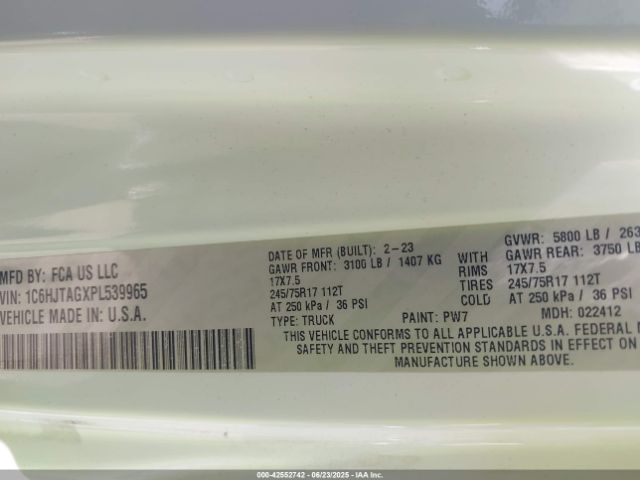 MFD BY: FCA US LLC
VIN: 1C6HJTAGXPL539965
VEHICLE MADE IN: U.S.A.
DATE OF MFR (BUILT): 2-23
GAWR FRONT: 3100 LB / 1407 KG
17X7.5
245/75R17 112T
AT 250 kPa / 36 PSI
TYPE: TRUCK
WITH
RIMS
TIRES
COLD
GVWR: 5800 LB / 263
GAWR REAR: 3750 LB
17X7.5
245/75R17 112T
AT 250 kPa / 36 PSI
PAINT: PW7
MDH: 022412
THIS VEHICLE CONFORMS TO ALL APPLICABLE U.S.A. FEDERAL
SAFETY AND THEFT PREVENTION STANDARDS IN EFFECT ON
MANUFACTURE SHOWN ABOVE.
000-42552742 - 06/23/2025 - IAA Inc.